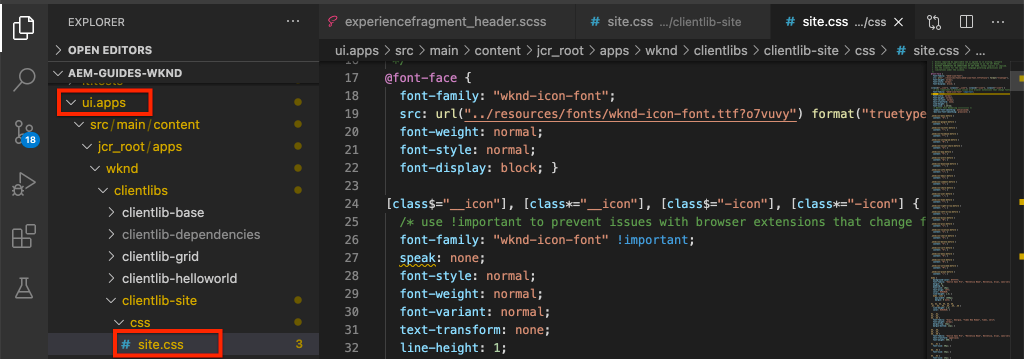 EXPLORER
OPEN EDITORS
AEM-GUIDES-WKND
ui.apps
src/main/content
jcr_root/apps
wknd
clientlibs
clientlib-base
clientlib-dependencies
clientlib-grid
clientlib-helloworld
clientlib-site
css
# site.css 3
18
experiencefragment_header.scss
# site.css .../clientlib-site
# site.css .../css
ui.apps > src > main > content > jcr_root > apps > wknd > clientlibs > clientlib-site > css > # site.css > ...
17 @font-face {
18 font-family: "wknd-icon-font";
19 src: url("../resources/fonts/wknd-icon-font.ttf?o7vuvy") format("truetype
20 font-weight: normal;
21 font-style: normal;
22 font-display: block; }
23
24 [class$="__icon"], [class*="__icon"], [class$="-icon"], [class*="-icon"] {
25 /* use !important to prevent issues with browser extensions that change f
26 font-family: "wknd-icon-font" !important;
27 speak: none;
28 font-style: normal;
29 font-weight: normal;
30 font-variant: normal;
31 text-transform: none;
32 line-height: 1;